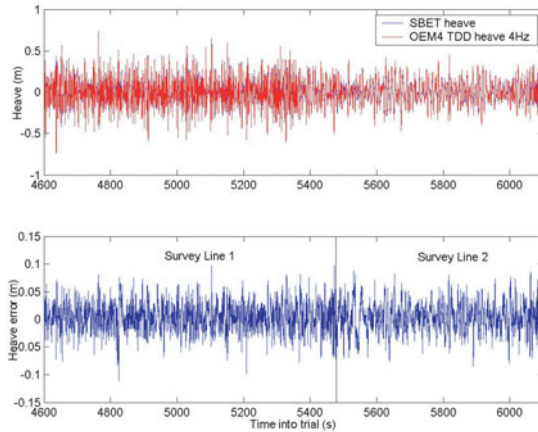 1
0.5
0
-0.5
-1
Heave (m)
SBET heave
OEM4 TDD heave 4Hz
4600 4800 5000 5200 5400 5600 5800 6000
0.15
0.1
0.05
0
-0.05
-0.1
0.15
Heave error (m)
Survey Line 1
Survey Line 2
4600 4800 5000 5200 5400 5600 5800 6000
Time into trial (s)